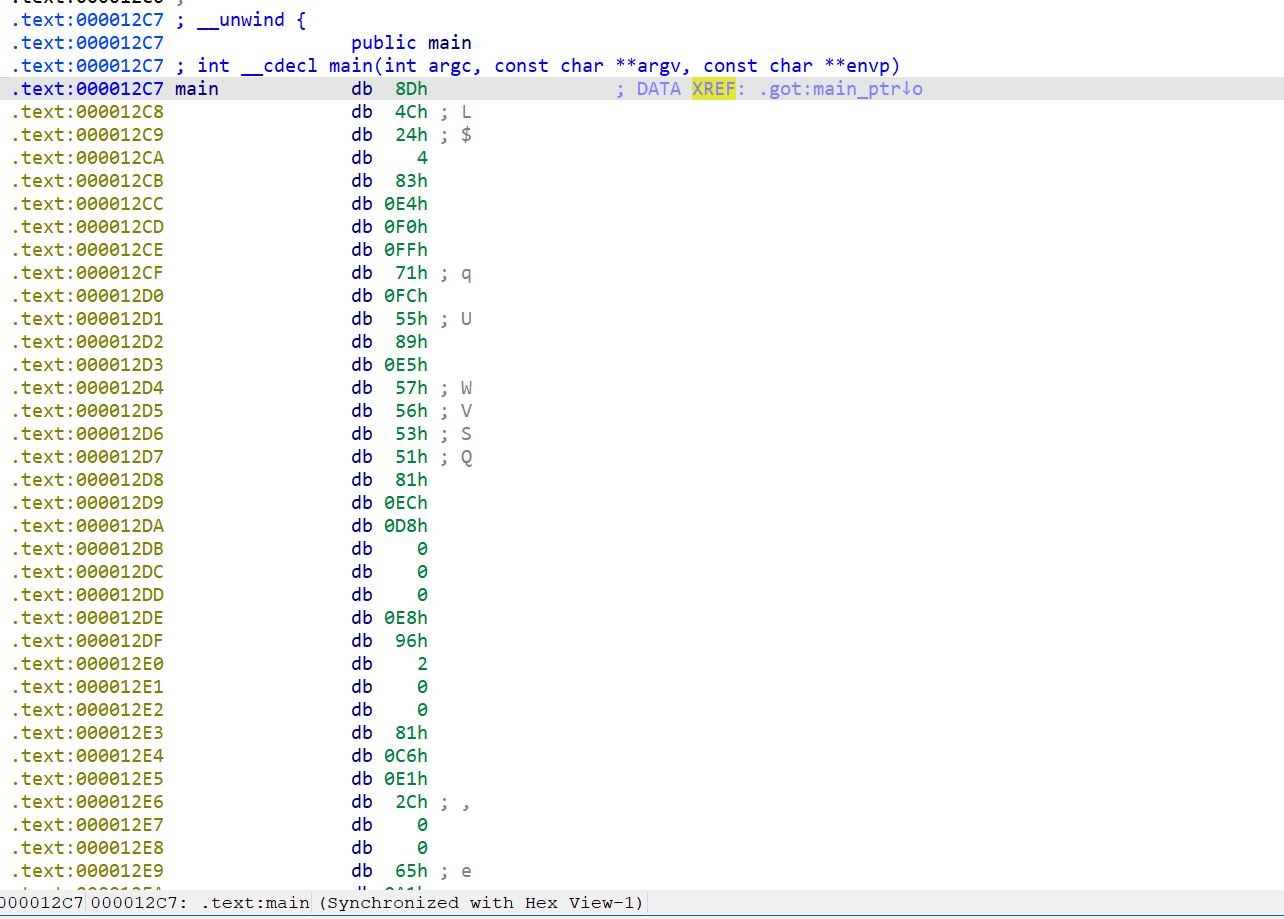 .text:000012C7 ; __unwind {
.text:000012C7 public main
.text:000012C7 ; int __cdecl main(int argc, const char **argv, const char **envp)
.text:000012C7 main db 8Dh ; DATA XREF: .got:main_ptr↓o
.text:000012C8 db 4Ch ; L
.text:000012C9 db 24h ; $
.text:000012CA db 4
.text:000012CB db 83h
.text:000012CC db 0E4h
.text:000012CD db 0F0h
.text:000012CE db 0FFh
.text:000012CF db 71h ; q
.text:000012D0 db 0FCh
.text:000012D1 db 55h ; U
.text:000012D2 db 89h
.text:000012D3 db 0E5h
.text:000012D4 db 57h ; W
.text:000012D5 db 56h ; V
.text:000012D6 db 53h ; S
.text:000012D7 db 51h ; Q
.text:000012D8 db 81h
.text:000012D9 db 0ECh
.text:000012DA db 0D8h
.text:000012DB db 0
.text:000012DC db 0
.text:000012DD db 0
.text:000012DE db 0E8h
.text:000012DF db 96h
.text:000012E0 db 2
.text:000012E1 db 0
.text:000012E2 db 0
.text:000012E3 db 81h
.text:000012E4 db 0C6h
.text:000012E5 db 0E1h
.text:000012E6 db 2Ch ; ,
.text:000012E7 db 0
.text:000012E8 db 0
.text:000012E9 db 65h ; e
000012C7 000012C7: .text:main (Synchronized with Hex View-1)